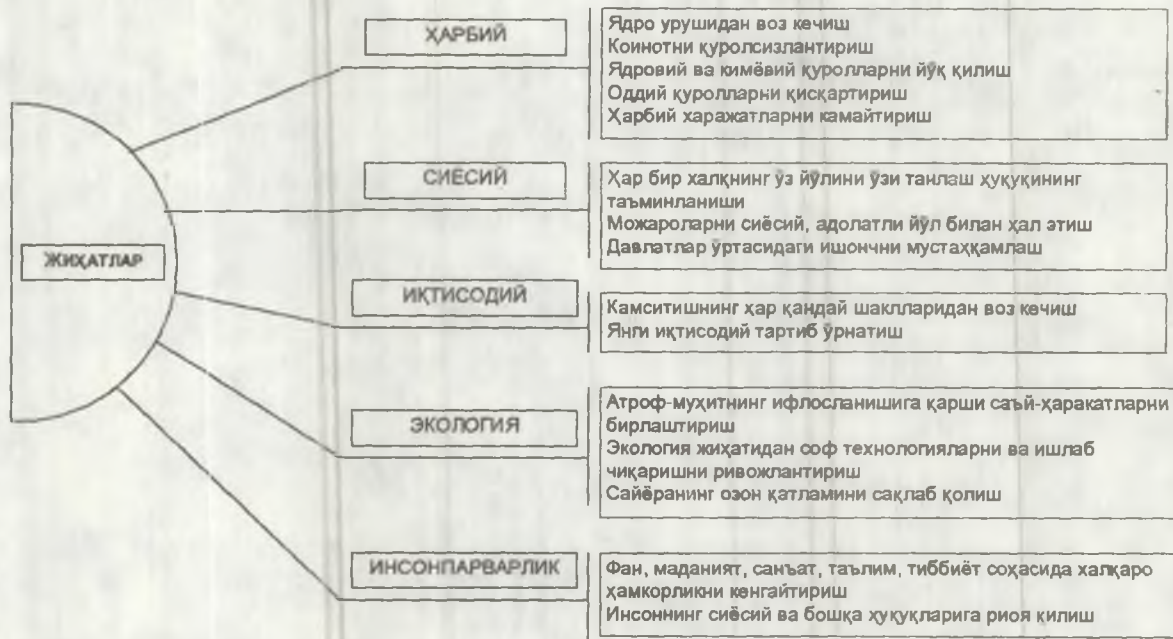 ЖИҲАТЛАР
ҲАРБИЙ
Ядро урушидан воз кечиш
Коинотни қуролсизлантириш
Ядровий ва кимёвий қуролларни йўқ қилиш
Оддий қуролларни қисқартириш
Ҳарбий харажатларни камайтириш
СИЁСИЙ
Ҳар бир халқнинг ўз йўлини ўзи танлаш ҳуқуқининг
таъминланиши
Можароларни сиёсий, адолатли йўл билан ҳал этиш
Давлатлар ўртасидаги ишончни мустаҳкамлаш
ИҚТИСОДИЙ
Камситишнинг ҳар қандай шаклларидан воз кечиш
Янги иқтисодий тартиб ўрнатиш
ЭКОЛОГИЯ
Атроф-муҳитнинг ифлосланишига қарши саъй-ҳаракатларни
бирлаштириш
Экология жиҳатидан соф технологияларни ва ишлаб
чиқаришни ривожлантириш
Сайёранинг озон қатламини сақлаб қолиш
ИНСОНПАРВАРЛИК
Фан, маданият, санъат, таълим, тиббиёт соҳасида халқаро
ҳамкорликни кенгайтириш
Инсоннинг сиёсий ва бошқа ҳуқуқларига риоя қилиш